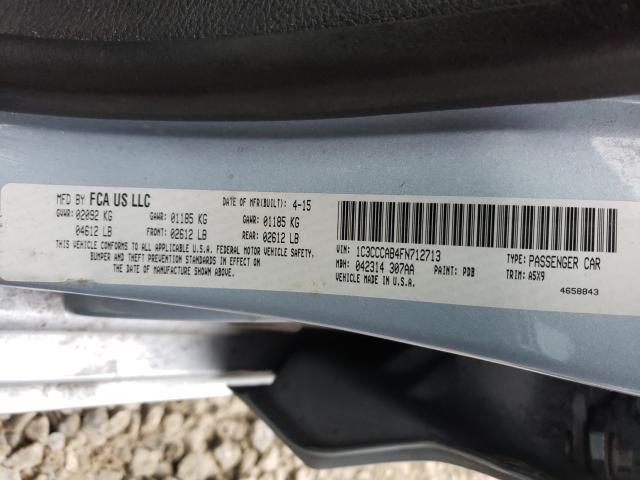 MFD BY FCA US LLC DATE OF MFR(BUILT): 4-15
GVWR: 02092 KG GAWR: 01185 KG GAWR: 01185 KG
04612 LB FRONT: 02612 LB REAR: 02612 LB
THIS VEHICLE CONFORMS TO ALL APPLICABLE U.S.A. FEDERAL MOTOR VEHICLE SAFETY,
BUMPER AND THEFT PREVENTION STANDARDS IN EFFECT ON
THE DATE OF MANUFACTURE SHOWN ABOVE.
VIN: 1C3CCCAB4FN712713 TYPE: PASSENGER CAR
MDH: 042314 307AA PAINT: PDB TRIM: A5X9
VEHICLE MADE IN U.S.A.
4658843